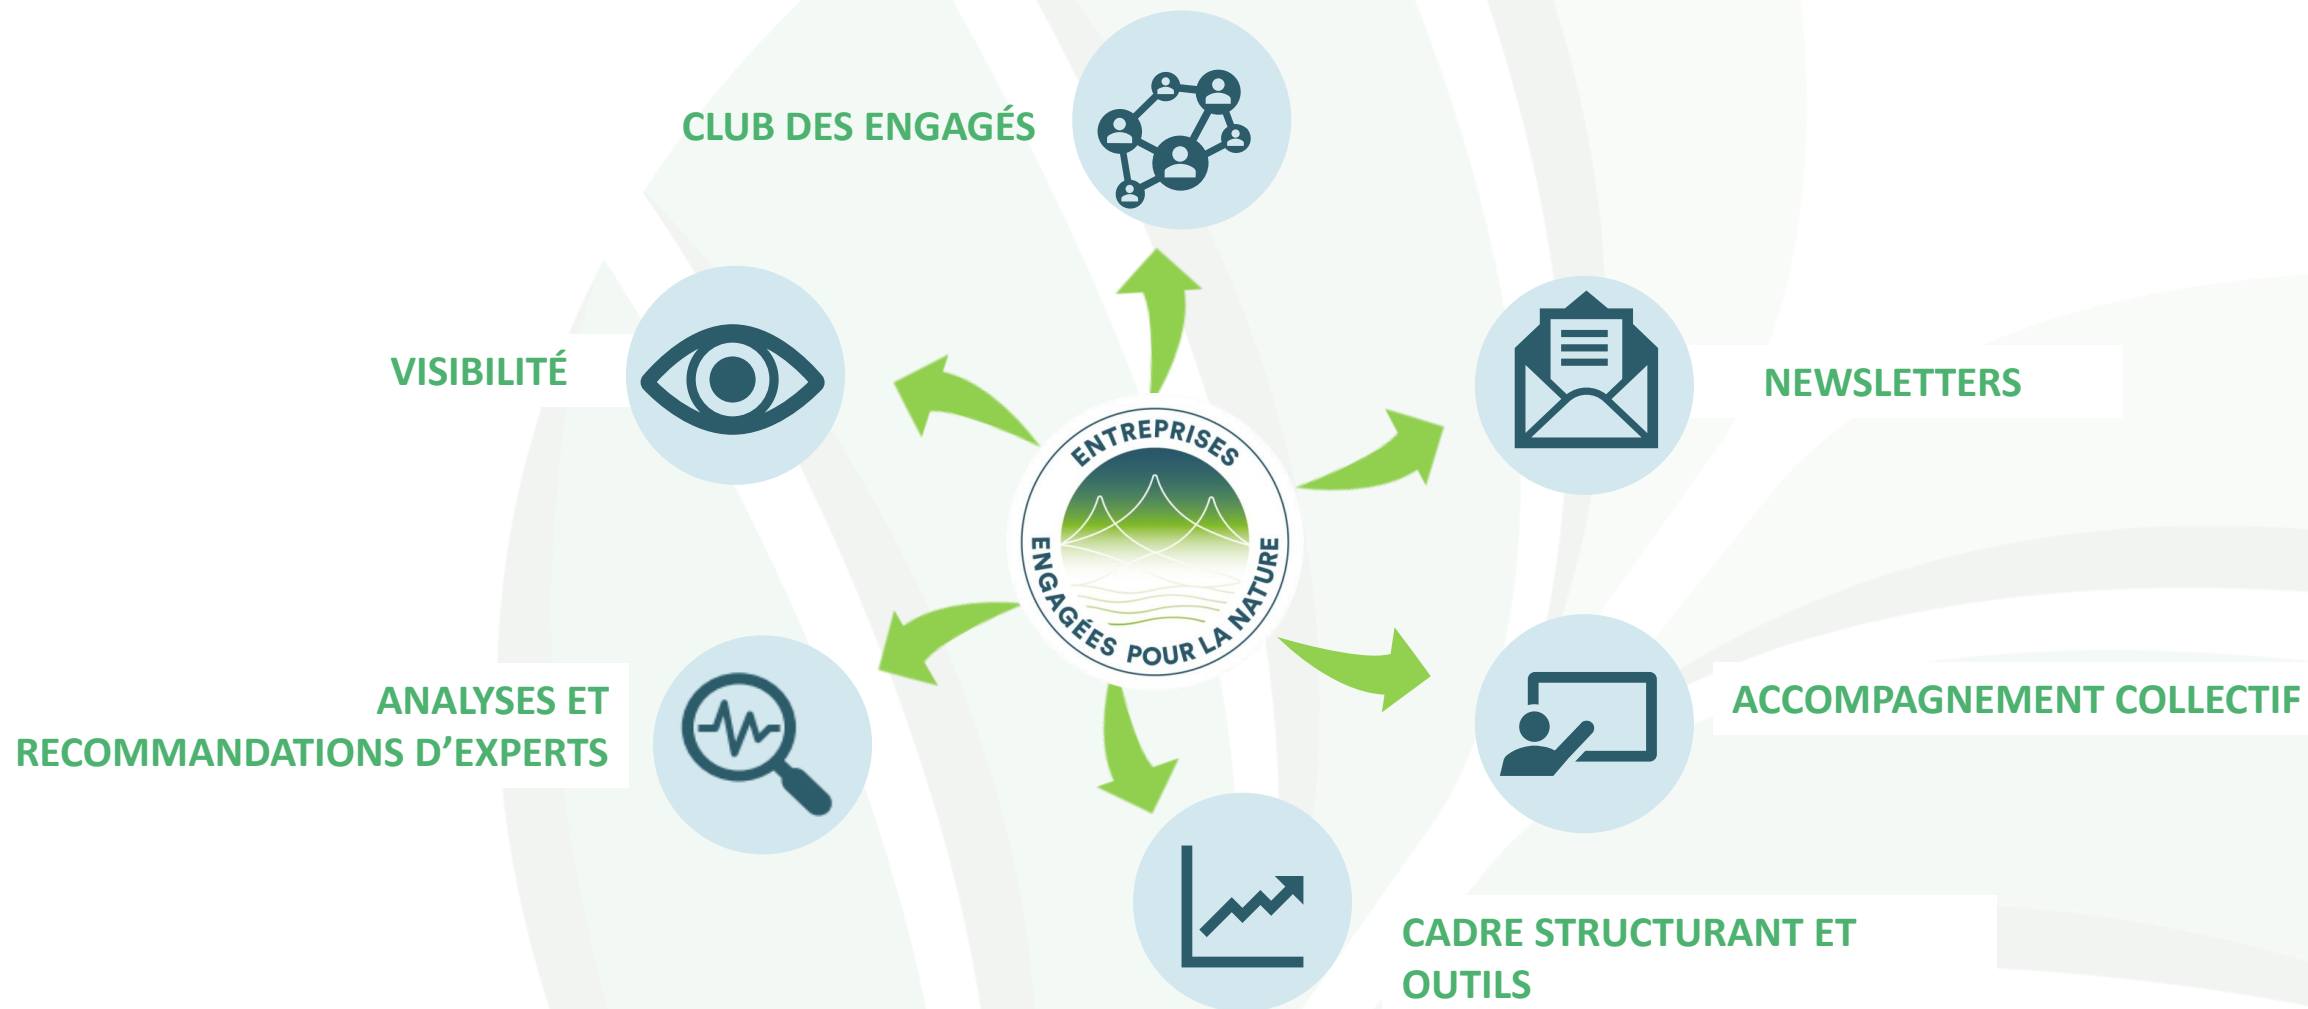 CLUB DES ENGAGÉS
VISIBILITÉ
NEWSLETTERS
ENTREPRISES
ENGAGÉES POUR LA NATURE
ANALYSES ET
RECOMMANDATIONS D’EXPERTS
ACCOMPAGNEMENT COLLECTIF
CADRE STRUCTURANT ET
OUTILS